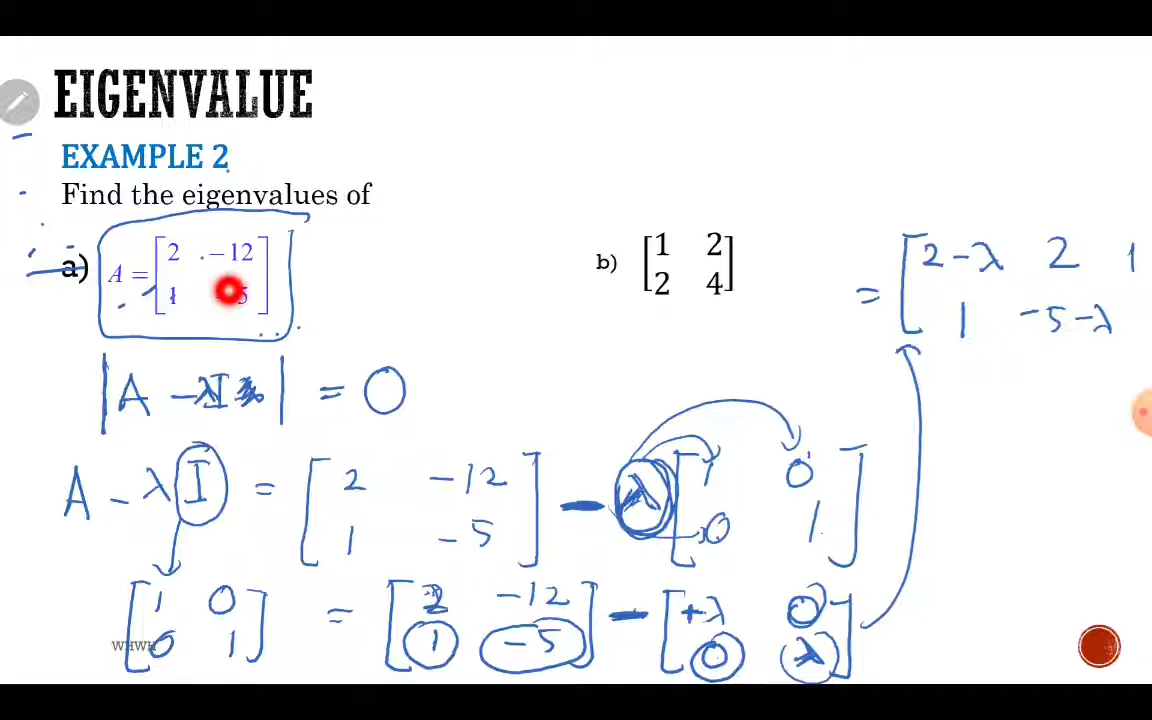 EIGENVALUE
EXAMPLE 2
Find the eigenvalues of
a) A = [ 2 -12
1 -5 ]
b) [ 1 2
2 4 ]
= [ 2-λ 2 1
1 -5-λ
| A - λI | = 0
A - λ I = [ 2 -12
1 -5 ] - λ [ 1 0
0 1 ]
[ 1 0
0 1 ] = [ 2 -12
1 -5 ] - [ +λ 0
0 λ ]
WHWH